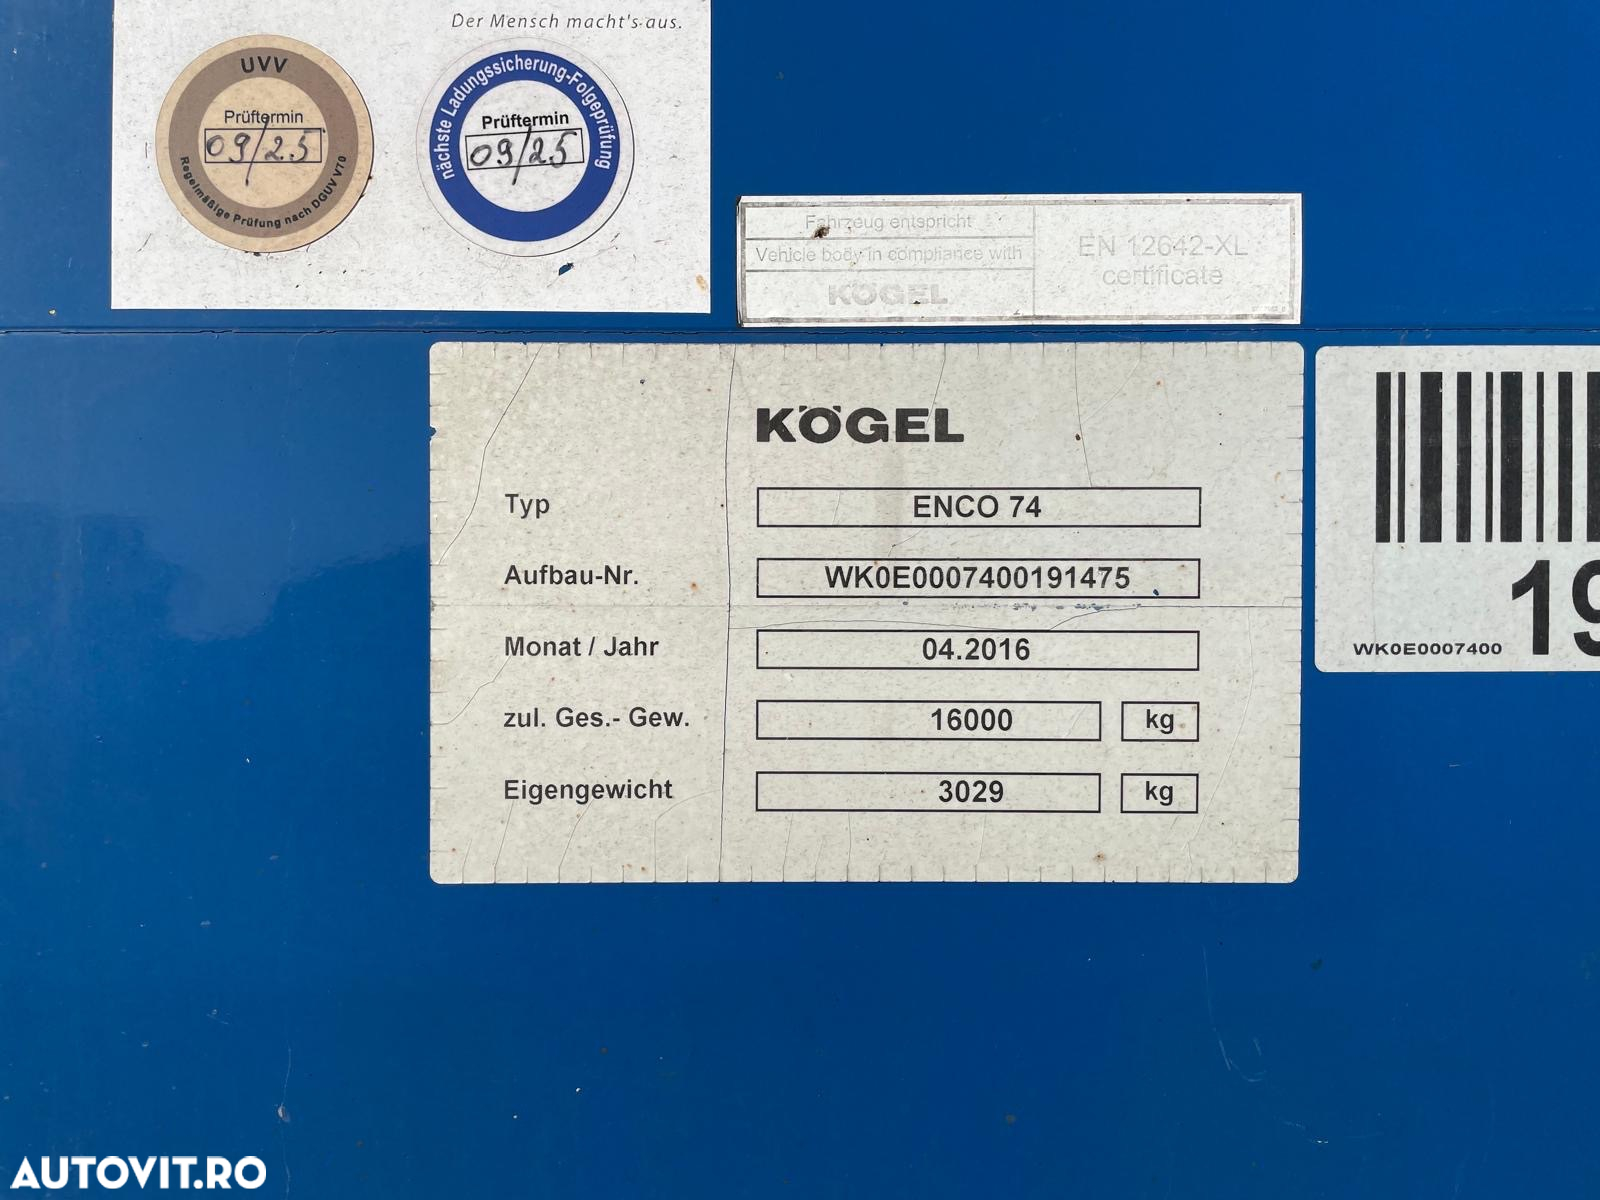 Der Mensch macht's aus.
UVV
Prüftermin
09/25
Regelmäßige Prüfung nach DGUV V70
nächste Ladungssicherung-Folgeprüfung
Prüftermin
09/25
Fahrzeug entspricht
Vehicle body in compliance with
KÖGEL
EN 12642-XL
certificate
KÖGEL
Typ ENCO 74
Aufbau-Nr. WK0E0007400191475
Monat / Jahr 04.2016
zul. Ges.- Gew. 16000 kg
Eigengewicht 3029 kg
WK0E0007400 19
AUTOVIT.RO